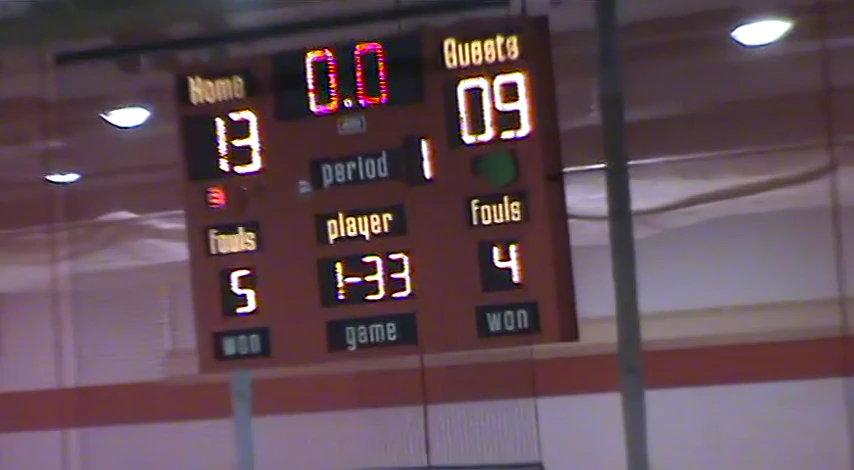 Home 0.0 Guests
13 09
period 1
fouls player fouls
5 1-33 4
won game won